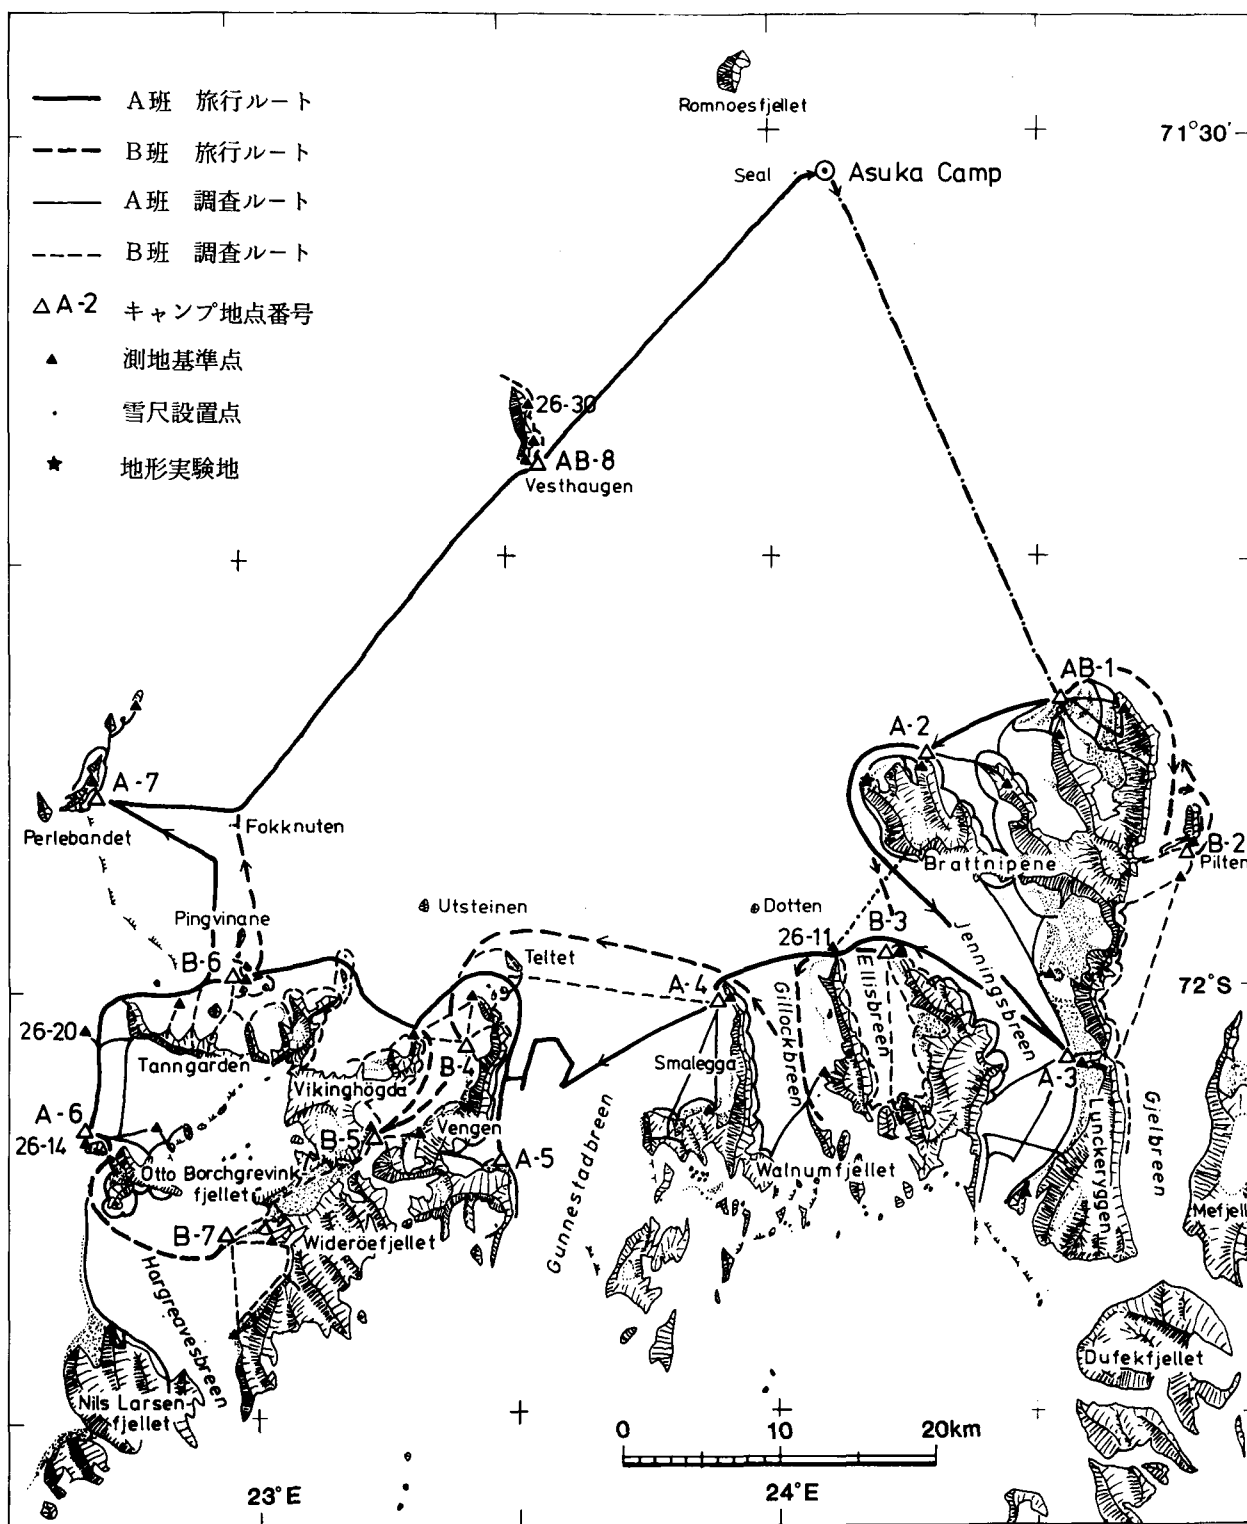 A班 旅行ルート
B班 旅行ルート
A班 調査ルート
B班 調査ルート
A-2 キャンプ地点番号
測地基準点
雪尺設置点
地形実験地
Romnoesfjellet
71°30′
Seal
Asuka Camp
26-30
AB-8
Vesthaugen
AB-1
A-2
A-7
Perlebandet
Fokknuten
Brattnipene
B-2
Pilten
Pingvinane
Utsteinen
Dotten
B-3
26-11
Jenningsbreen
Teltet
B-6
A-4
Gillockbreen
Ellisbreen
72°S
26-20
Tanngarden
Vikinghögda
B-4
Smalegga
A-3
Gjelbreen
A-6
26-14
Vengen
B-5
A-5
Otto Borchgrevink-
fjellet
Walnumfjellet
Lunckeryggen
Gunnestadbreen
B-7
Wideröefjellet
Mefjell
Hargreavesbreen
Dufekfjellet
Nils Larsen-
fjellet
0 10 20km
23°E
24°E